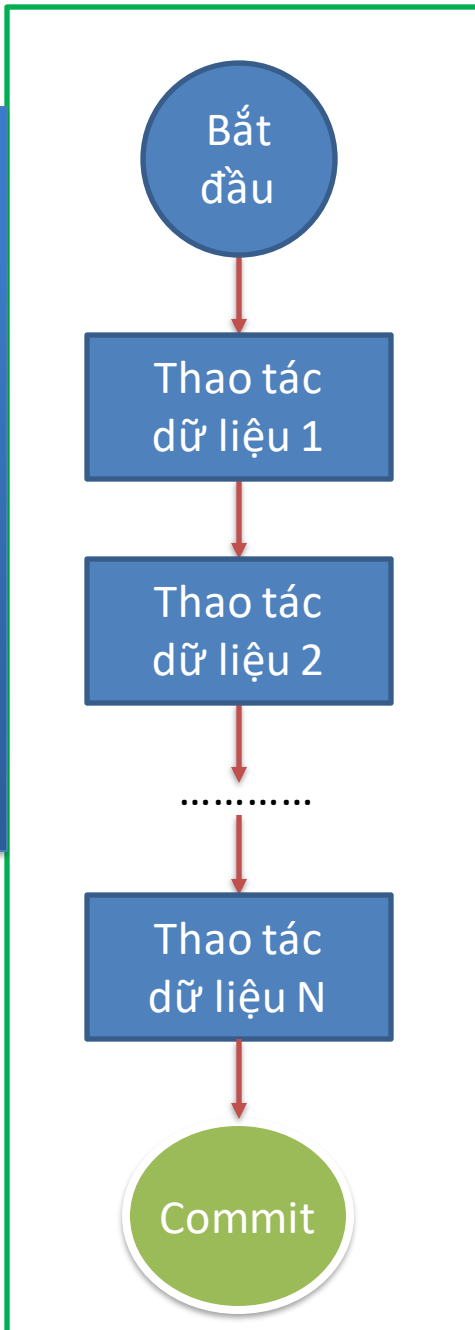 Bắt
đầu
Thao tác
dữ liệu 1
Thao tác
dữ liệu 2
............
Thao tác
dữ liệu N
Commit